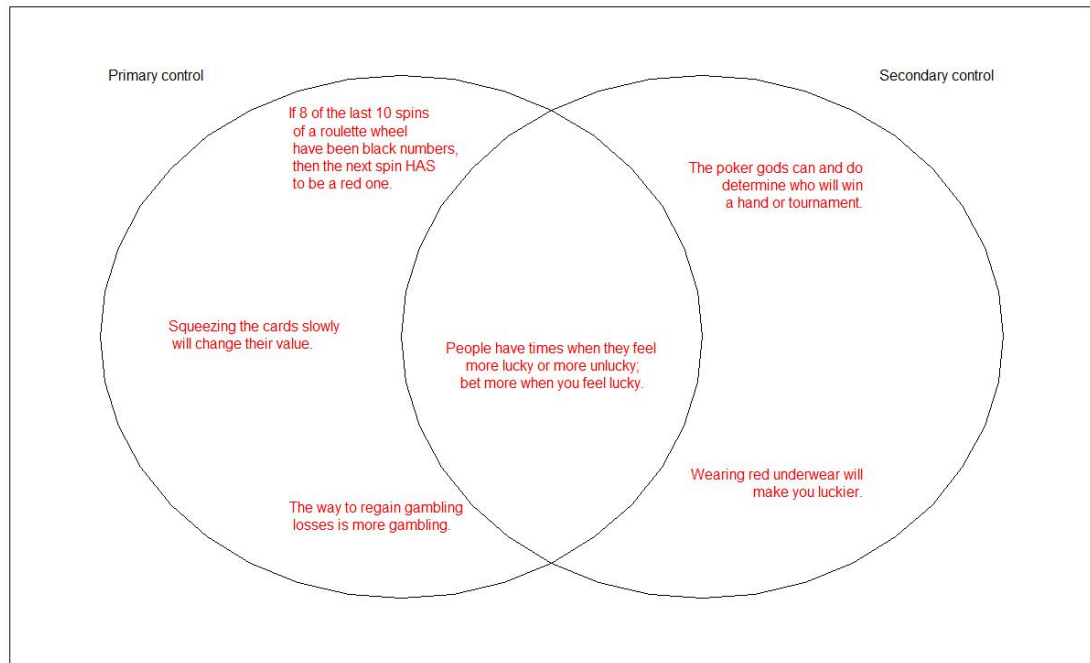 Primary control
Secondary control
If 8 of the last 10 spins
of a roulette wheel
have been black numbers,
then the next spin HAS
to be a red one.
The poker gods can and do
determine who will win
a hand or tournament.
Squeezing the cards slowly
will change their value.
People have times when they feel
more lucky or more unlucky;
bet more when you feel lucky.
Wearing red underwear will
make you luckier.
The way to regain gambling
losses is more gambling.